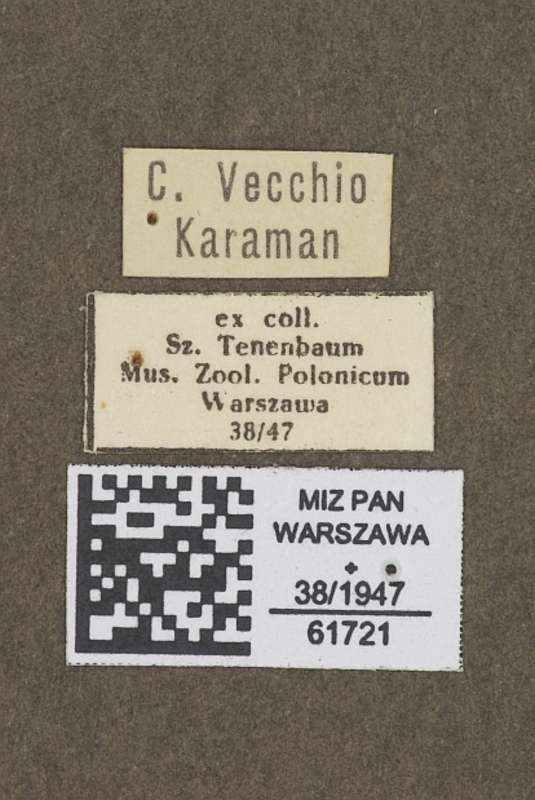 C. Vecchio
Karaman
ex coll.
Sz. Tenenbaum
Mus. Zool. Polonicum
Warszawa
38/47
MIZ PAN
WARSZAWA
38/1947
61721